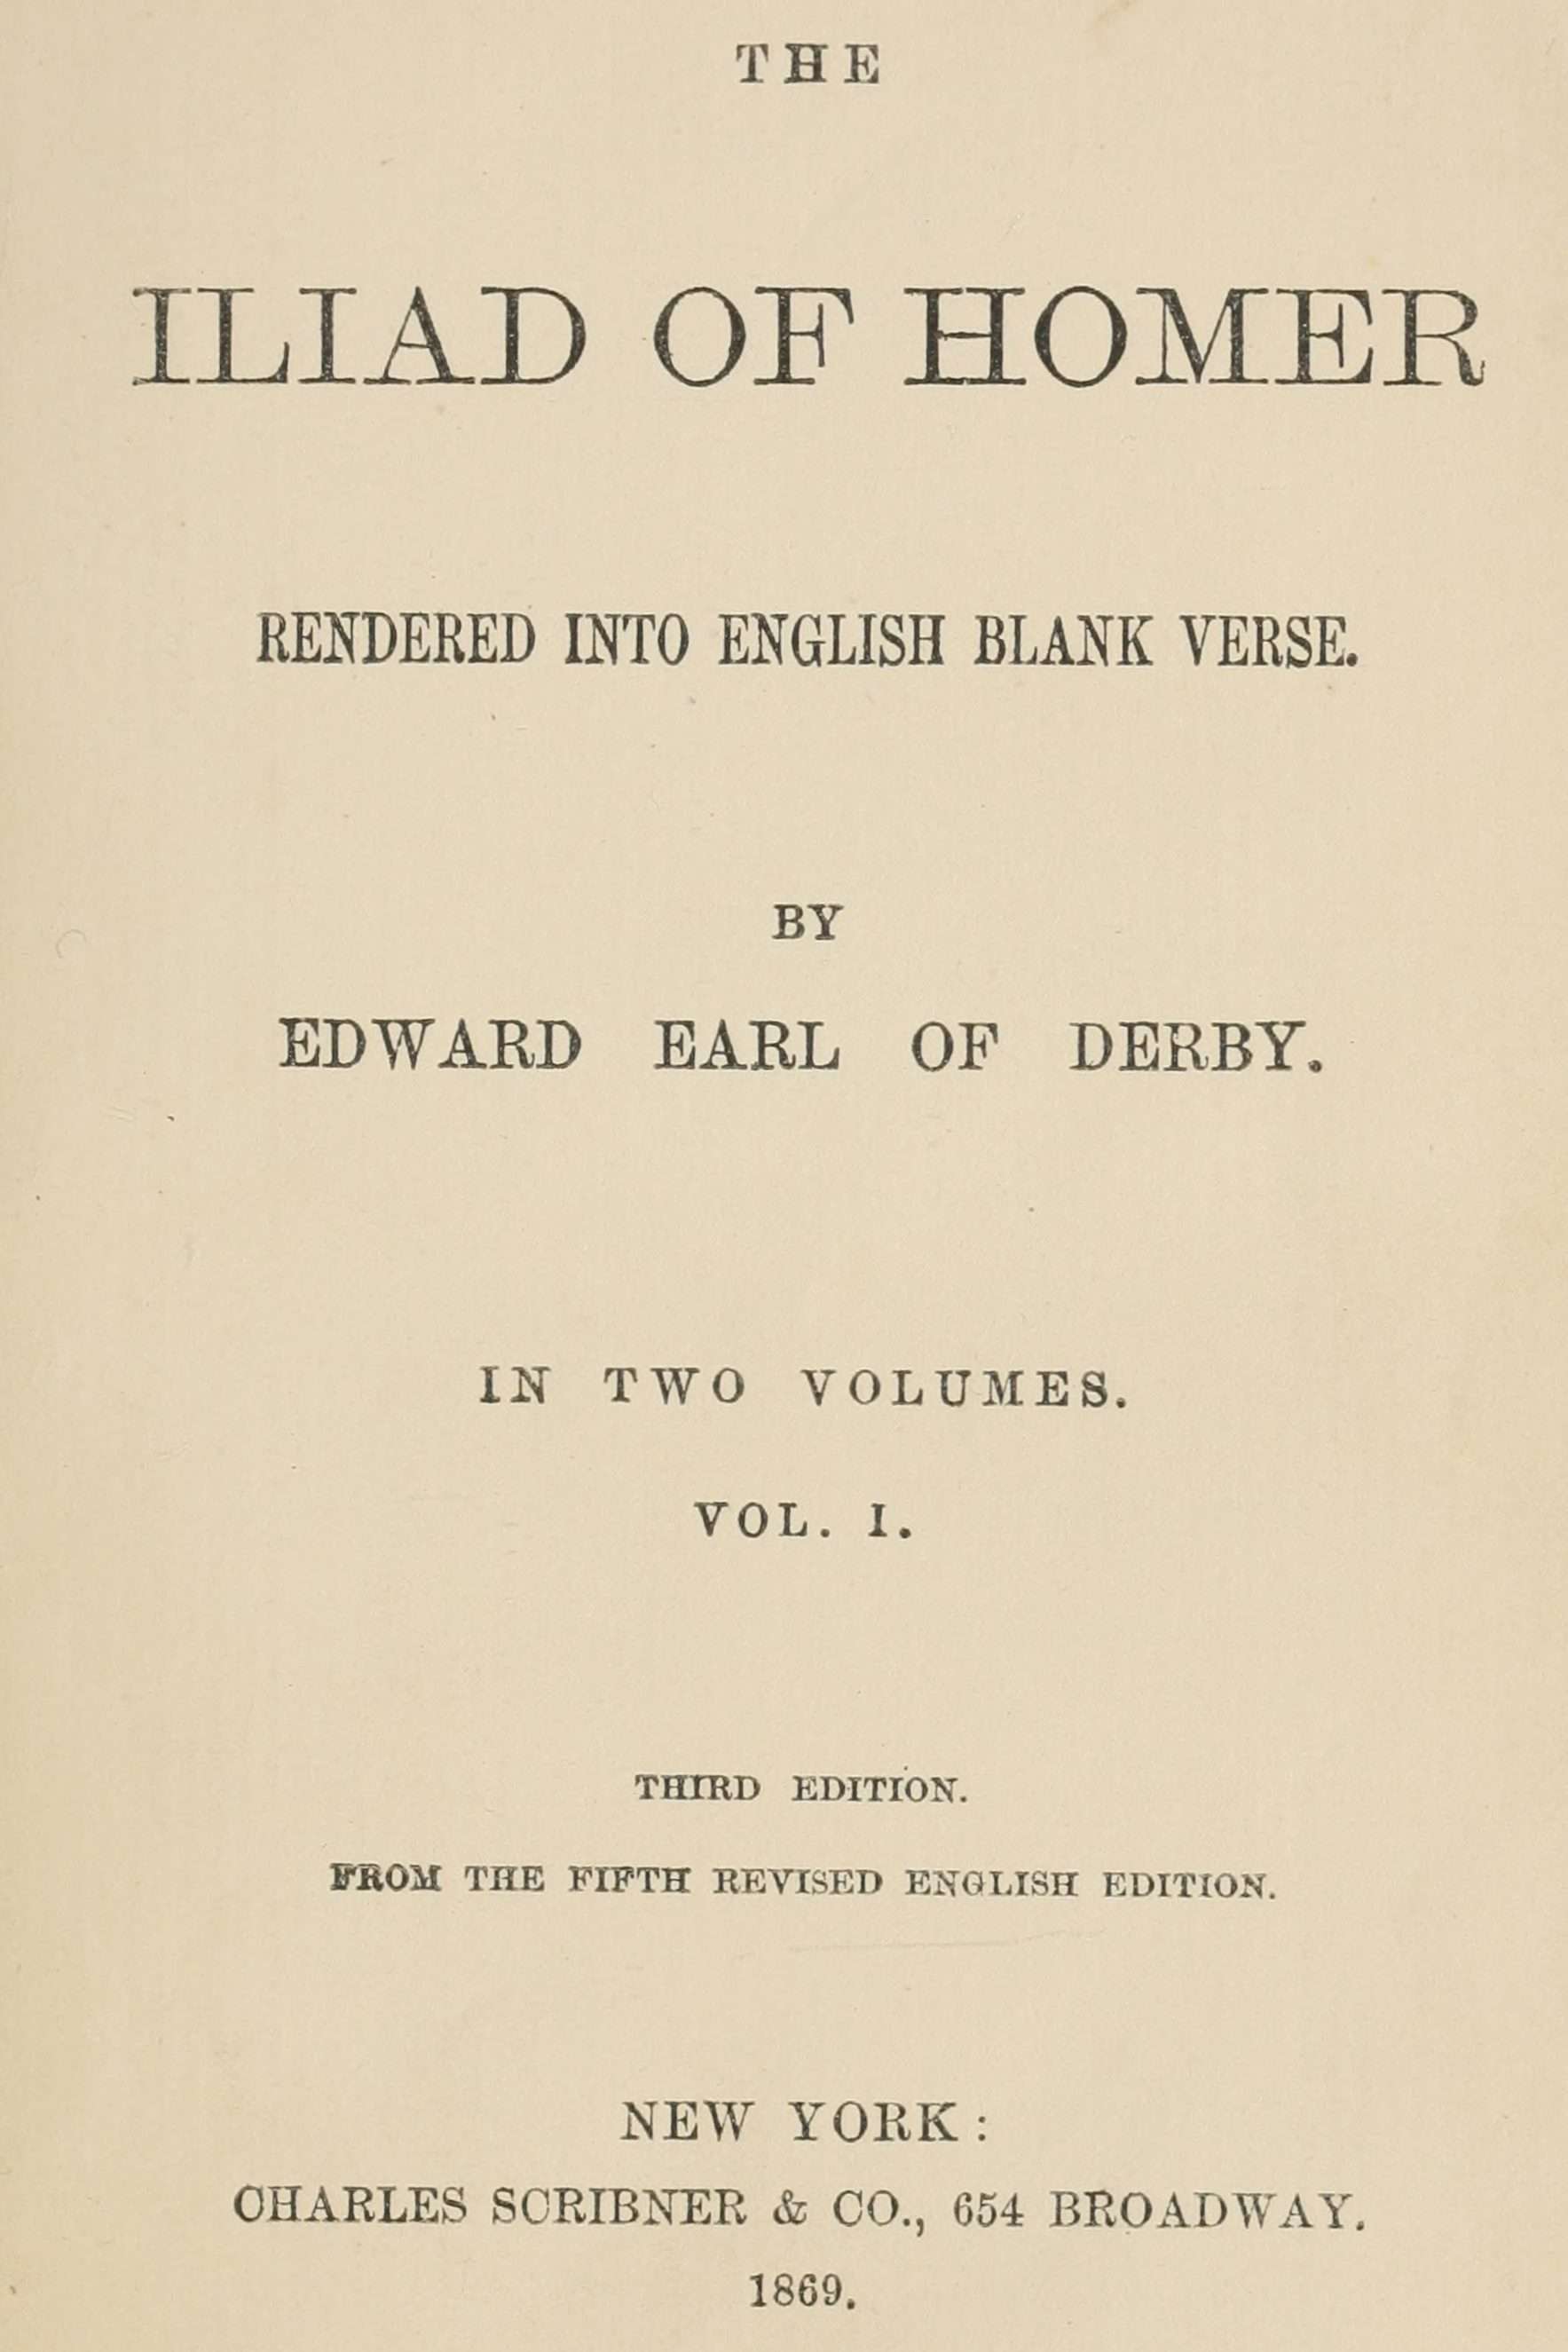 THE
ILIAD OF HOMER
RENDERED INTO ENGLISH BLANK VERSE.
BY
EDWARD EARL OF DERBY.
IN TWO VOLUMES.
VOL. I.
THIRD EDITION.
FROM THE FIFTH REVISED ENGLISH EDITION.
NEW YORK:
CHARLES SCRIBNER & CO., 654 BROADWAY.
1869.